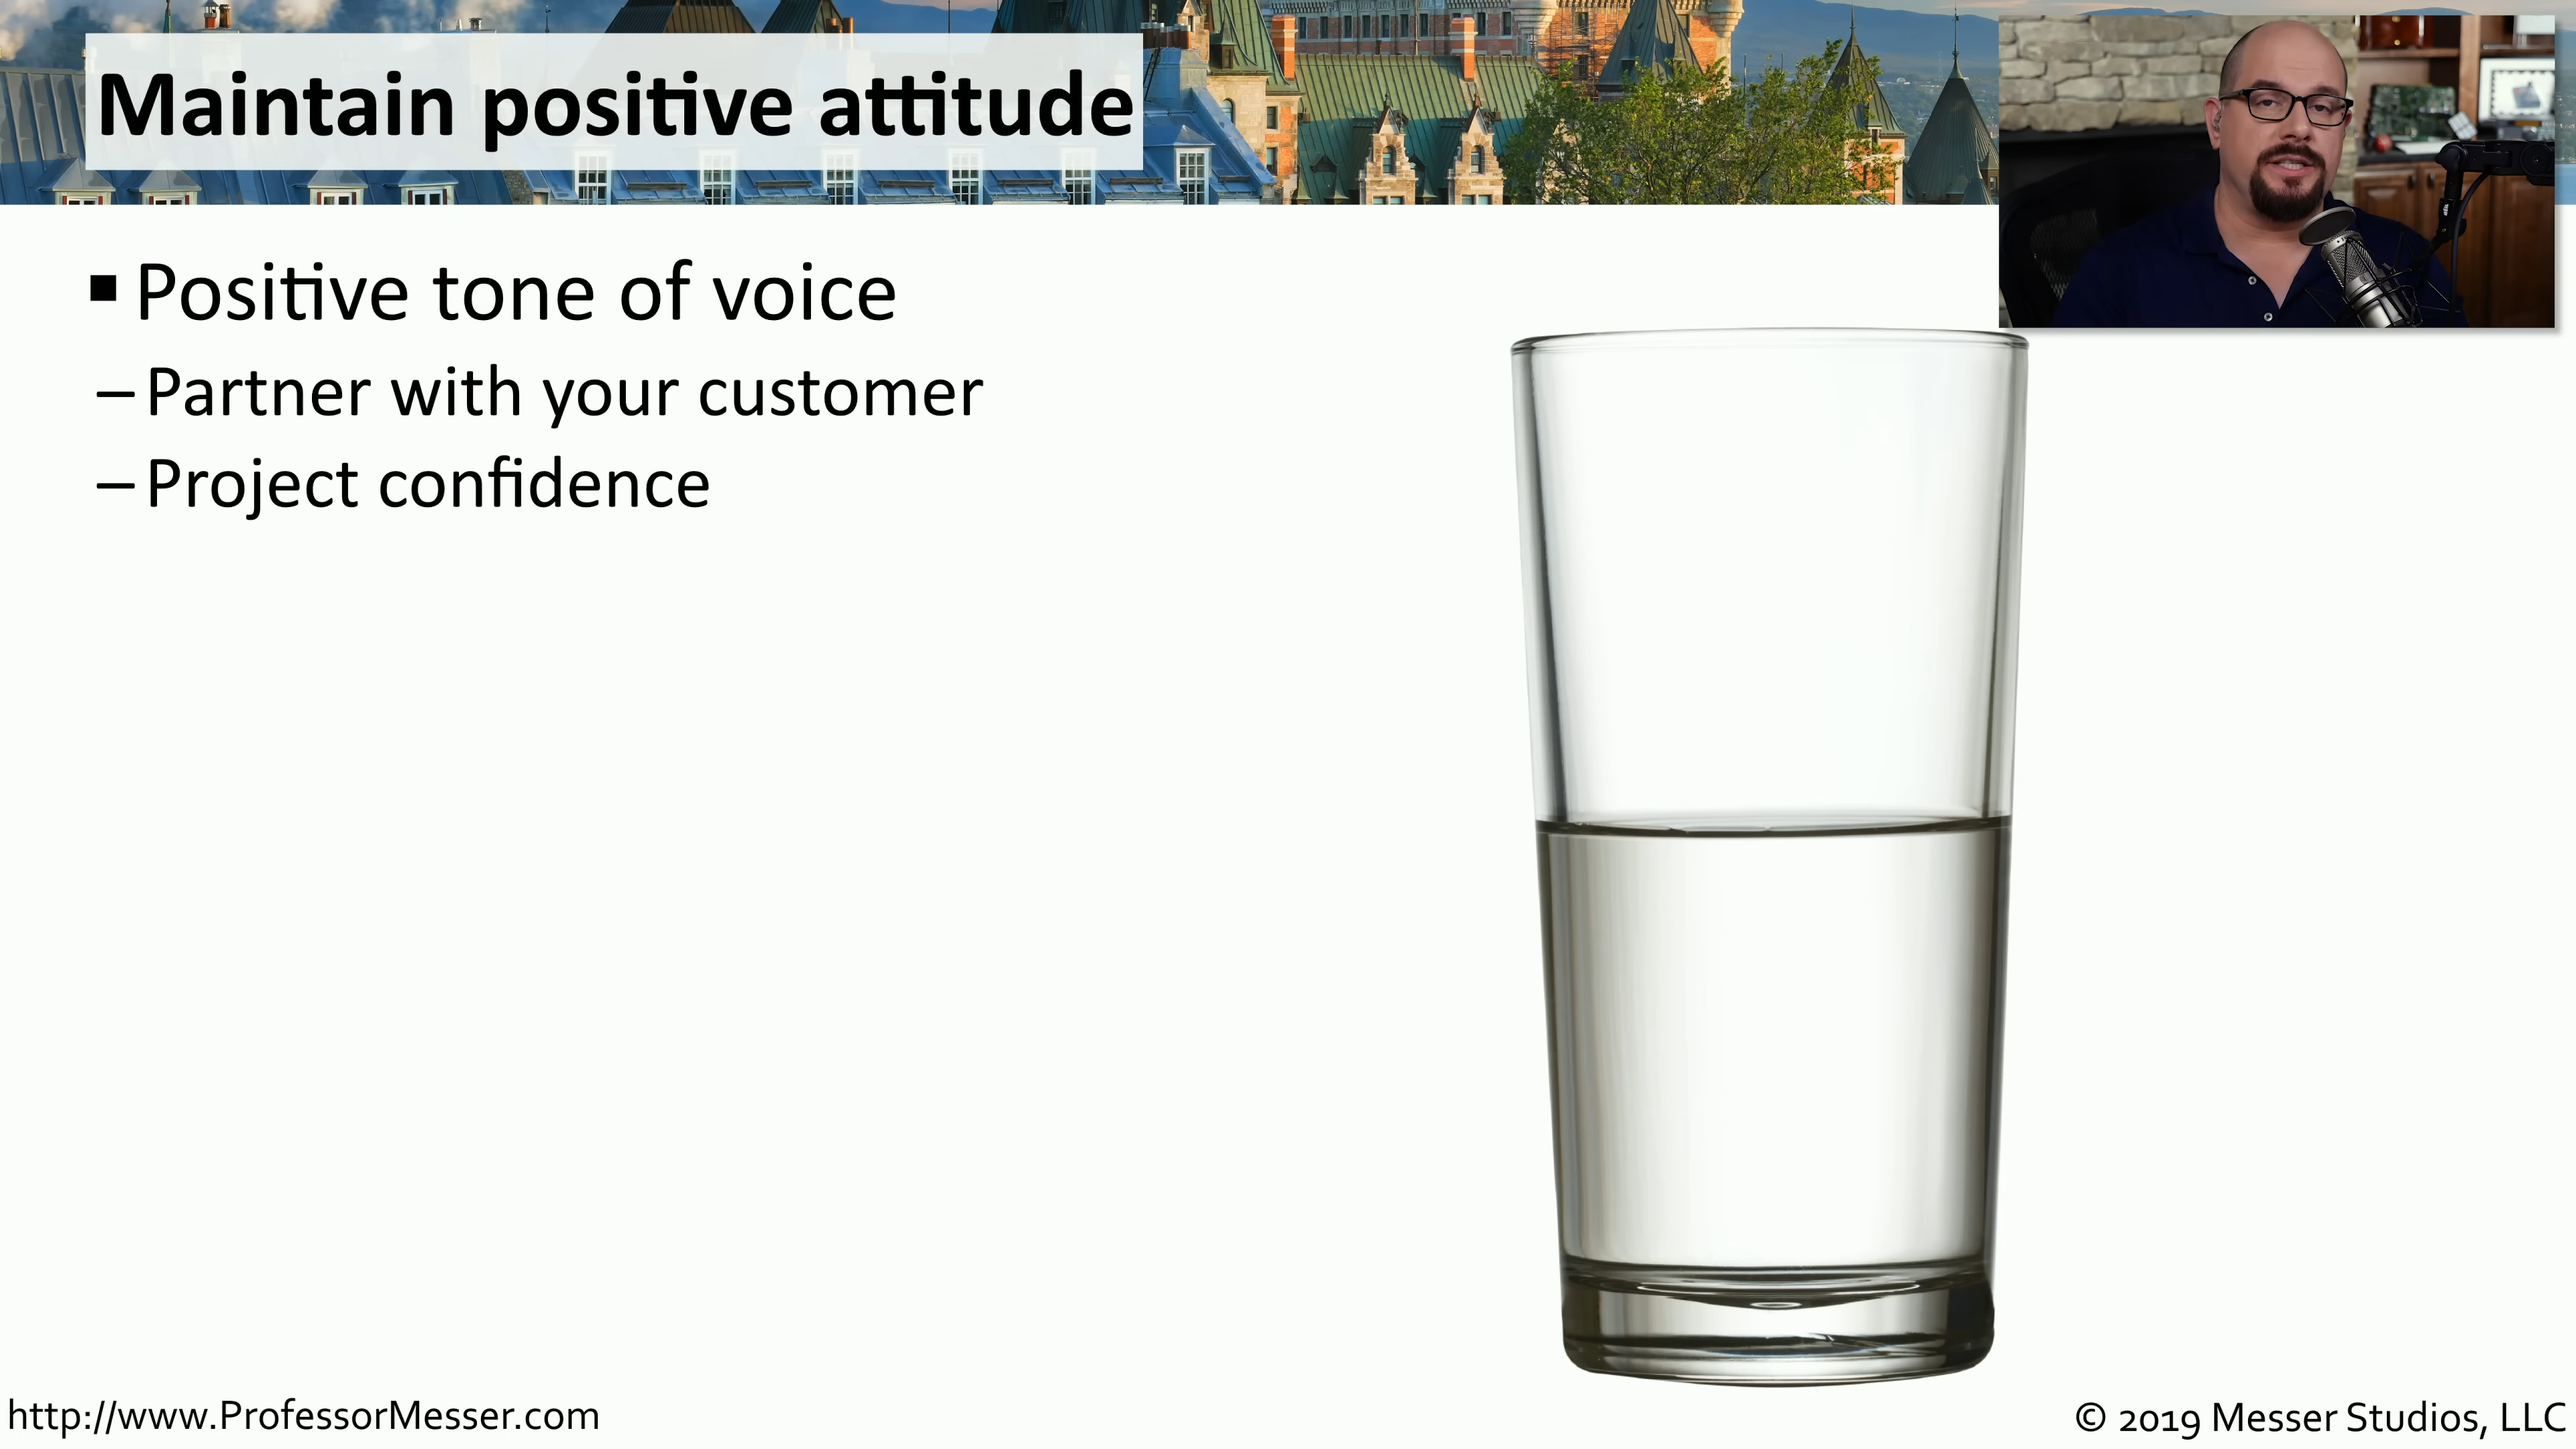 Maintain positive attitude
▪ Positive tone of voice
– Partner with your customer
– Project confidence
http://www.ProfessorMesser.com
© 2019 Messer Studios, LLC